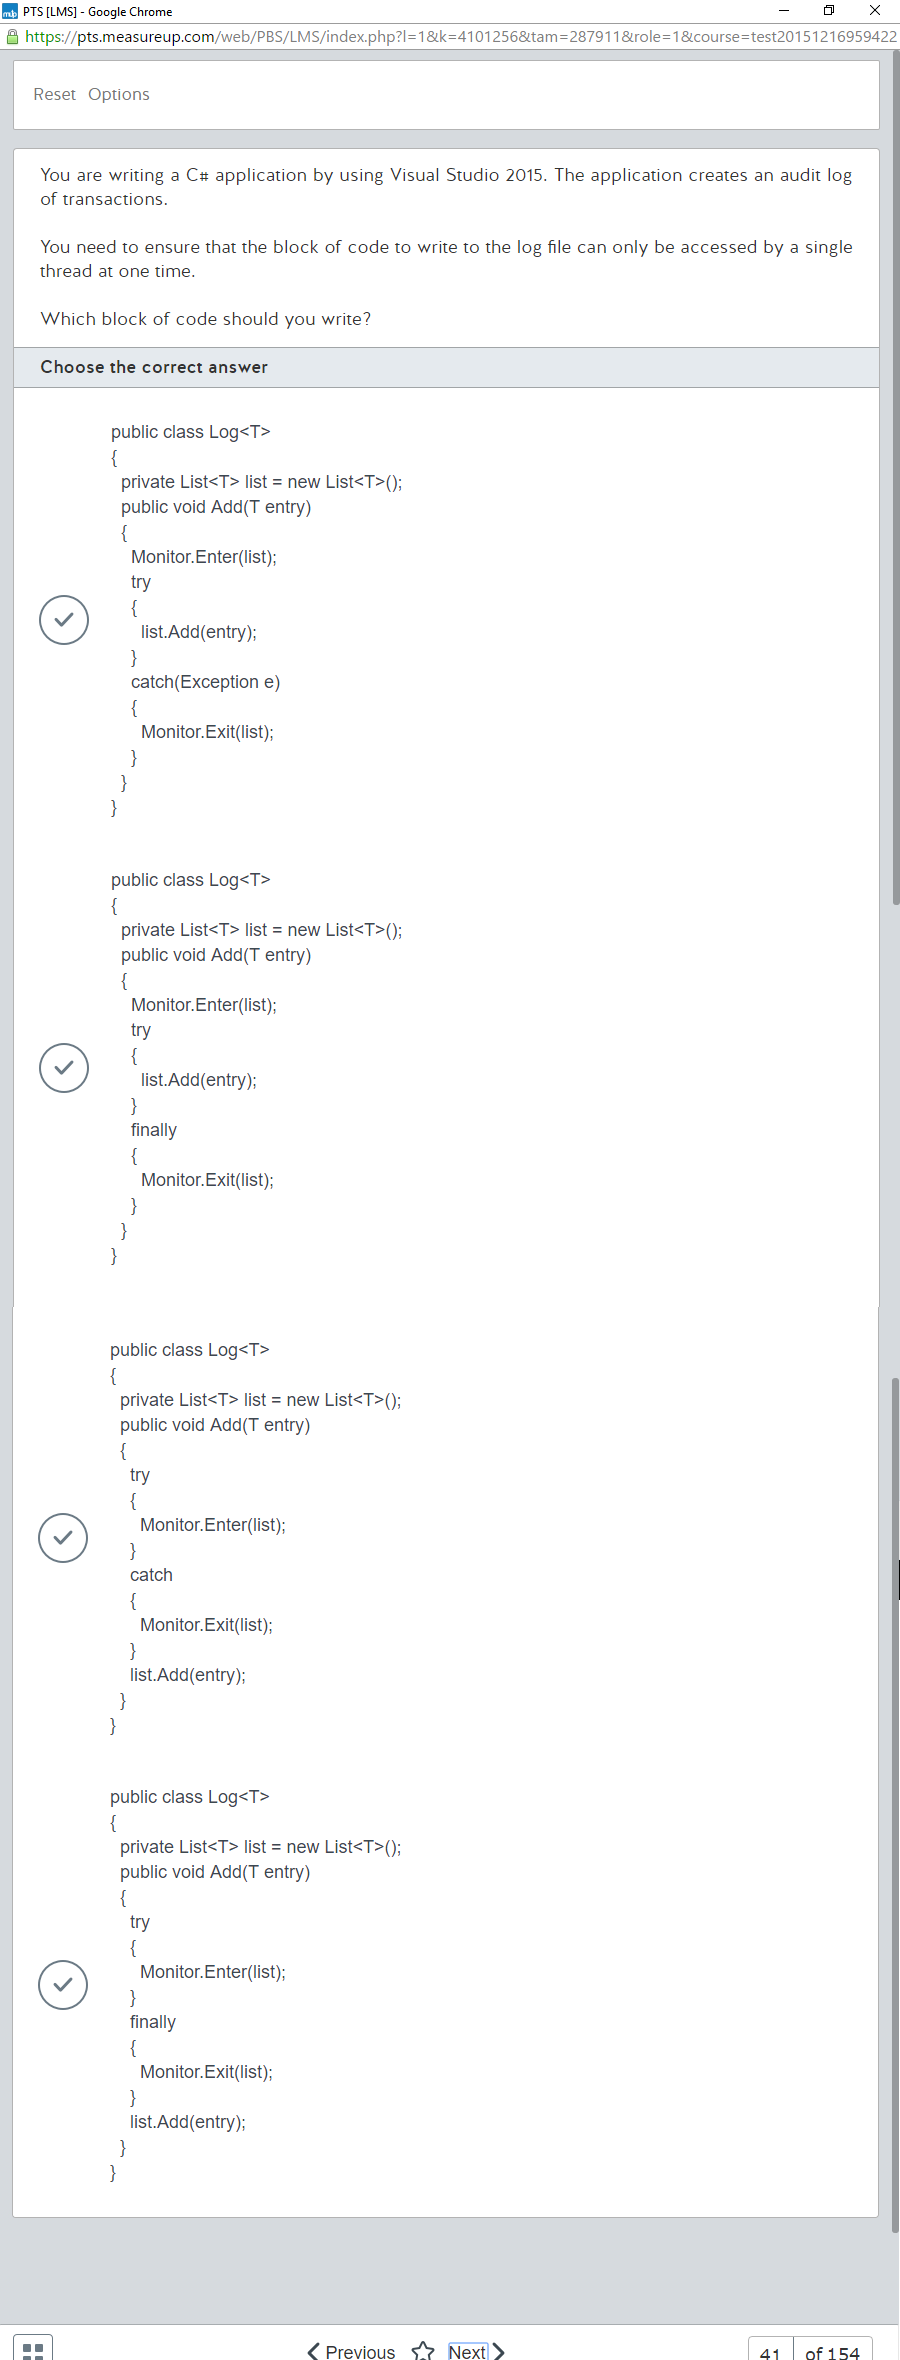 PTS [LMS] - Google Chrome
https://pts.measureup.com/web/PBS/LMS/index.php?l=1&k=4101256&tam=287911&role=1&course=test20151216959422
Reset Options
You are writing a C# application by using Visual Studio 2015. The application creates an audit log
of transactions.
You need to ensure that the block of code to write to the log file can only be accessed by a single
thread at one time.
Which block of code should you write?
Choose the correct answer
public class Log<T>
{
private List<T> list = new List<T>();
public void Add(T entry)
{
Monitor.Enter(list);
try
{
list.Add(entry);
}
catch(Exception e)
{
Monitor.Exit(list);
}
}
}
public class Log<T>
{
private List<T> list = new List<T>();
public void Add(T entry)
{
Monitor.Enter(list);
try
{
list.Add(entry);
}
finally
{
Monitor.Exit(list);
}
}
}
public class Log<T>
{
private List<T> list = new List<T>();
public void Add(T entry)
{
try
{
Monitor.Enter(list);
}
catch
{
Monitor.Exit(list);
}
list.Add(entry);
}
}
public class Log<T>
{
private List<T> list = new List<T>();
public void Add(T entry)
{
try
{
Monitor.Enter(list);
}
finally
{
Monitor.Exit(list);
}
list.Add(entry);
}
}
Previous Next 41 of 154